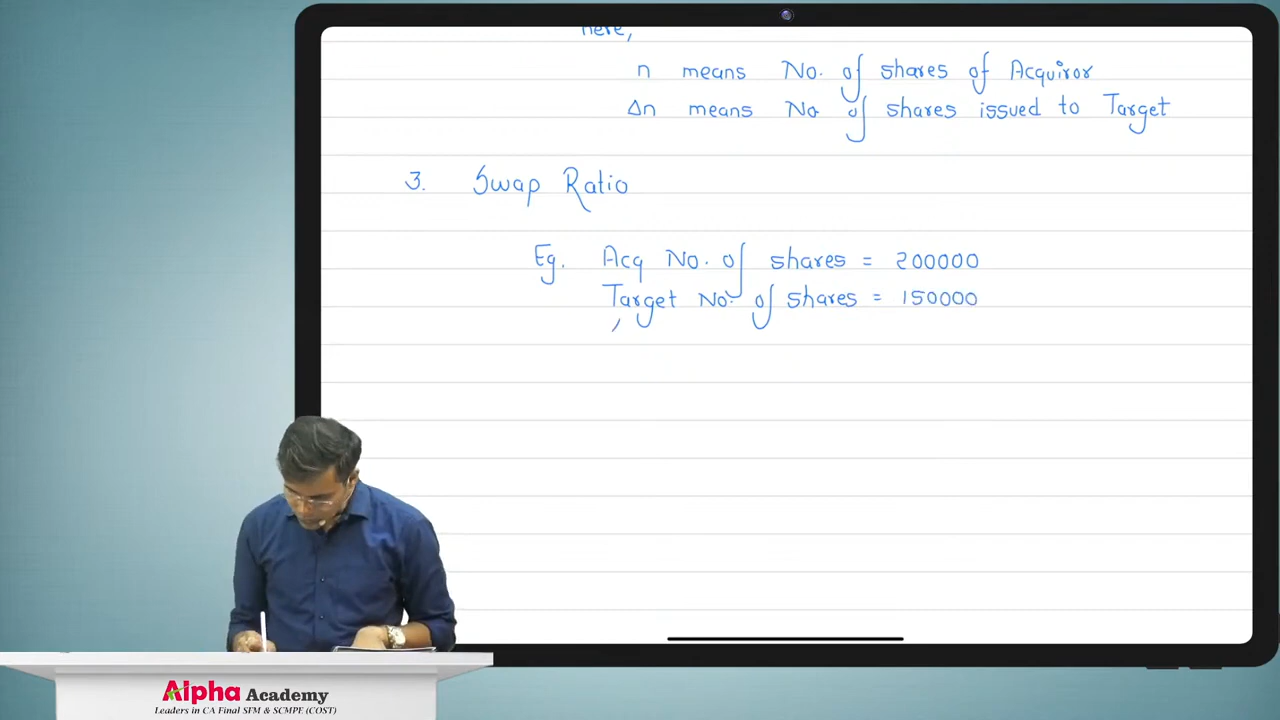 here,
n means No. of shares of Acquiror
Δn means No of shares issued to Target
3. Swap Ratio
Eg. Acq No. of shares = 200000
Target No. of shares = 150000
Alpha Academy
Leaders in CA Final SFM & SCMPE (COST)